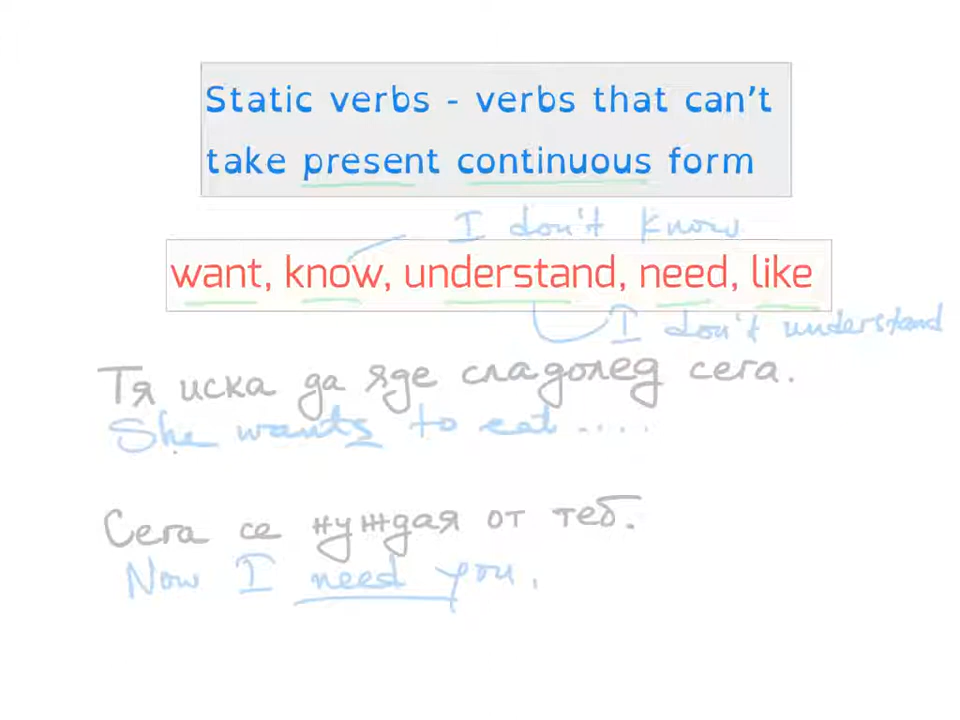 Static verbs - verbs that can't
take present continuous form
I don't know
want, know, understand, need, like
I don't understand
Тя иска да яде сладолед сега.
She wants to eat ....
Сега се нуждая от теб.
Now I need you.